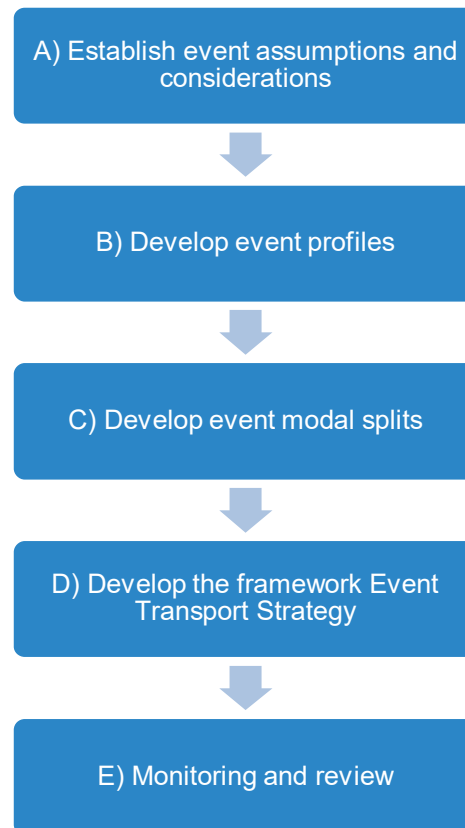 A) Establish event assumptions and
considerations
B) Develop event profiles
C) Develop event modal splits
D) Develop the framework Event
Transport Strategy
E) Monitoring and review